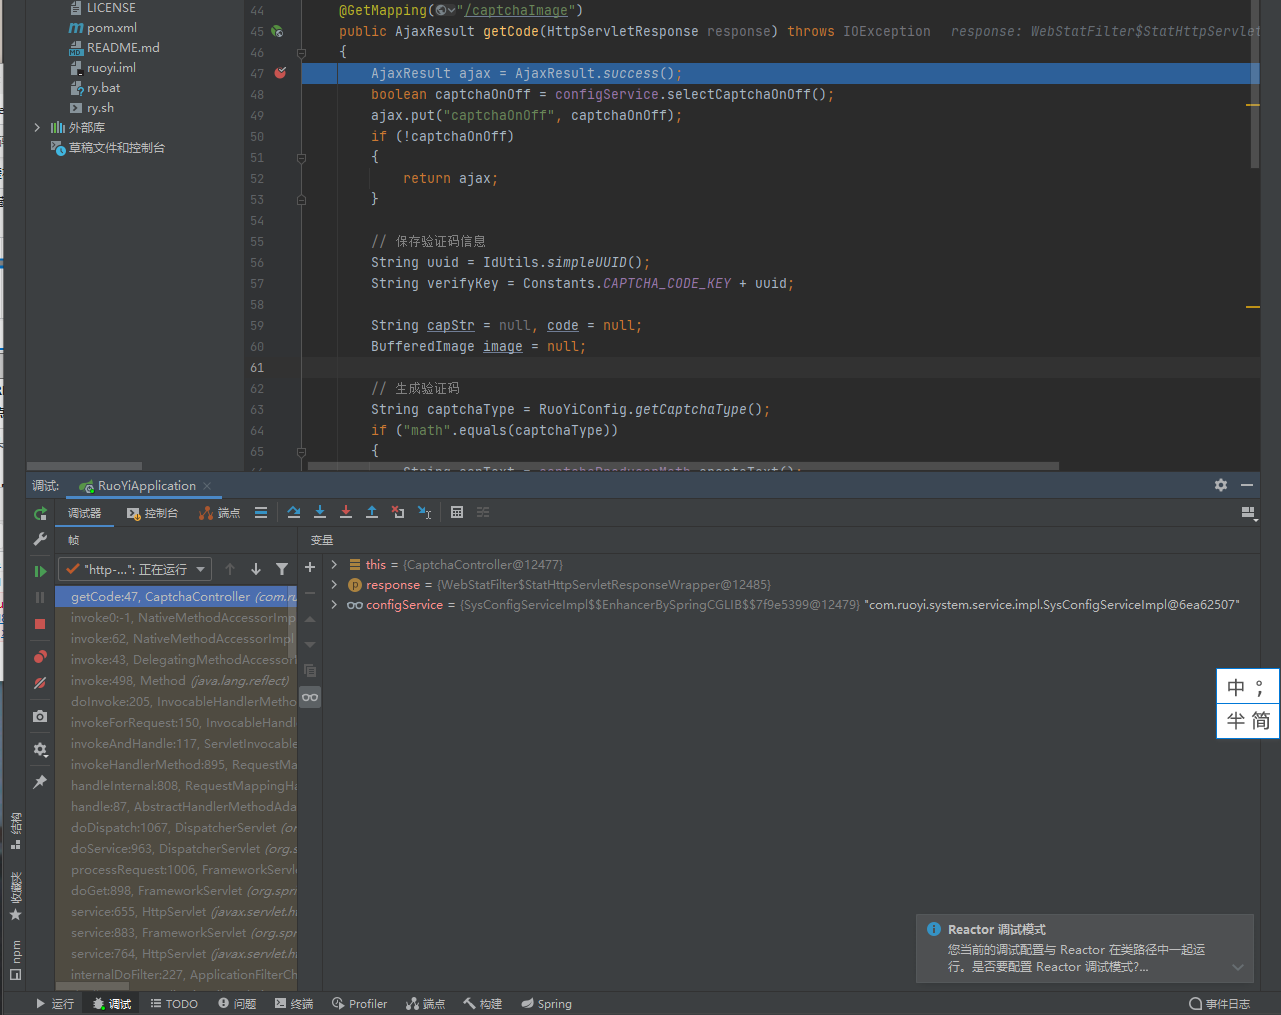 LICENSE
pom.xml
README.md
ruoyi.iml
ry.bat
ry.sh
外部库
草稿文件和控制台
44 @GetMapping("/captchaImage")
45 public AjaxResult getCode(HttpServletResponse response) throws IOException response: WebStatFilter$StatHttpServlet
46 {
47 AjaxResult ajax = AjaxResult.success();
48 boolean captchaOnOff = configService.selectCaptchaOnOff();
49 ajax.put("captchaOnOff", captchaOnOff);
50 if (!captchaOnOff)
51 {
52 return ajax;
53 }
54
55 // 保存验证码信息
56 String uuid = IdUtils.simpleUUID();
57 String verifyKey = Constants.CAPTCHA_CODE_KEY + uuid;
58
59 String capStr = null, code = null;
60 BufferedImage image = null;
61
62 // 生成验证码
63 String captchaType = RuoYiConfig.getCaptchaType();
64 if ("math".equals(captchaType))
65 {
String capText = captchaProducerMath.createText();
调试: RuoYiApplication
调试器 控制台 端点
帧
变量
"http-...": 正在运行
getCode:47, CaptchaController (com.ru
invoke0:-1, NativeMethodAccessorImp
invoke:62, NativeMethodAccessorImpl
invoke:43, DelegatingMethodAccessorI
invoke:498, Method (java.lang.reflect)
doInvoke:205, InvocableHandlerMetho
invokeForRequest:150, InvocableHandl
invokeAndHandle:117, ServletInvocable
invokeHandlerMethod:895, RequestMa
handleInternal:808, RequestMappingHa
handle:87, AbstractHandlerMethodAda
doDispatch:1067, DispatcherServlet (or
doService:963, DispatcherServlet (org.s
processRequest:1006, FrameworkServle
doGet:898, FrameworkServlet (org.spri
service:655, HttpServlet (javax.servlet.ht
service:883, FrameworkServlet (org.spr
service:764, HttpServlet (javax.servlet.ht
internalDoFilter:227, ApplicationFilterCh
this = {CaptchaController@12477}
response = {WebStatFilter$StatHttpServletResponseWrapper@12485}
configService = {SysConfigServiceImpl$$EnhancerBySpringCGLIB$$7f9e5399@12479} "com.ruoyi.system.service.impl.SysConfigServiceImpl@6ea62507"
中 ；
半 简
Reactor 调试模式
您当前的调试配置与 Reactor 在类路径中一起运
行。是否要配置 Reactor 调试模式?...
结构
收藏夹
npm
运行 调试 TODO 问题 终端 Profiler 端点 构建 Spring 事件日志